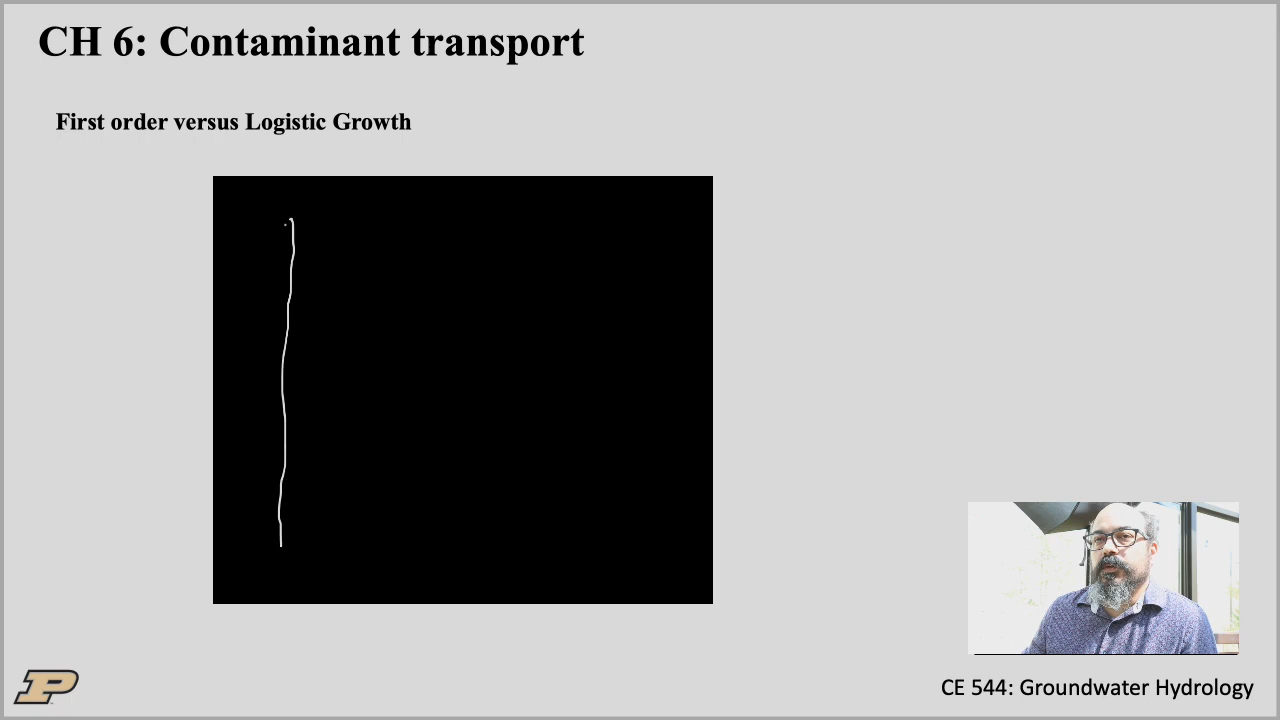 CH 6: Contaminant transport
First order versus Logistic Growth
P
CE 544: Groundwater Hydrology